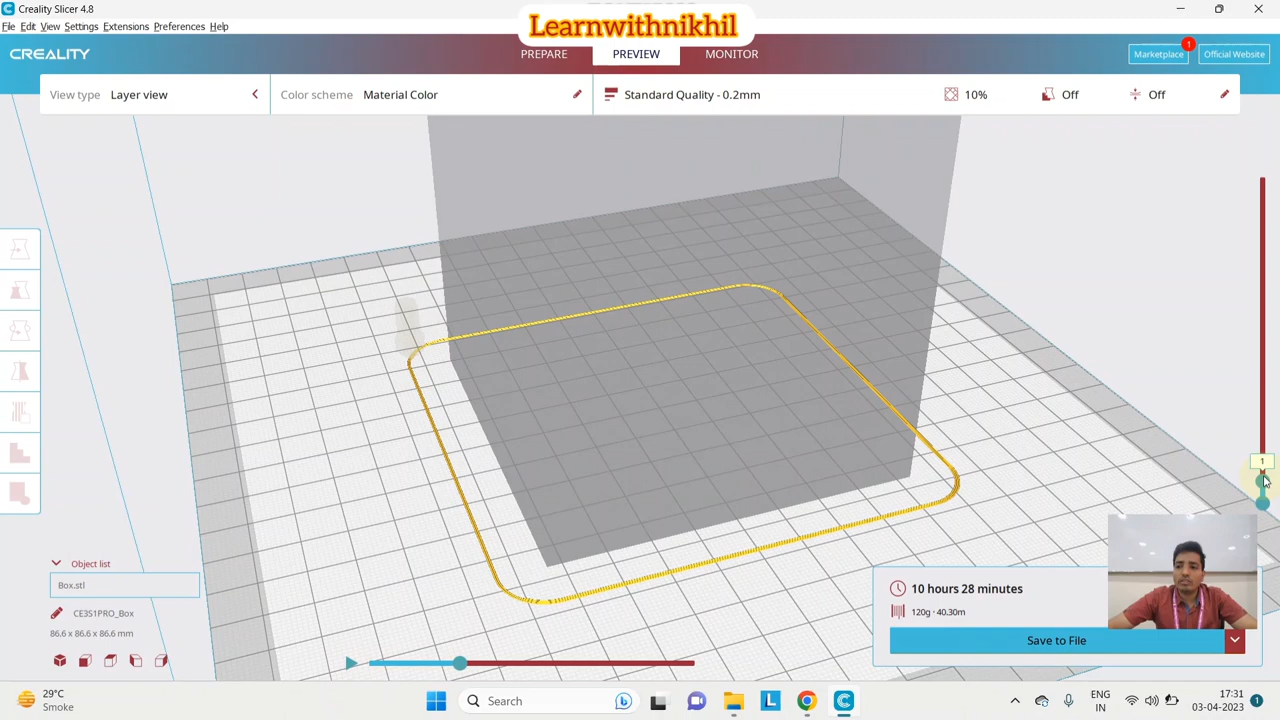 Creality Slicer 4.8
Learnwithnikhil
File Edit View Settings Extensions Preferences Help
CREALITY
PREPARE
PREVIEW
MONITOR
Marketplace
1
Official Website
View type Layer view
Color scheme Material Color
Standard Quality - 0.2mm
10%
Off
Off
1
Object list
Box.stl
CE3S1PRO_Box
86.6 x 86.6 x 86.6 mm
10 hours 28 minutes
120g · 40.30m
Save to File
29°C
Smoke
Search
ENG
IN
17:31
03-04-2023
1